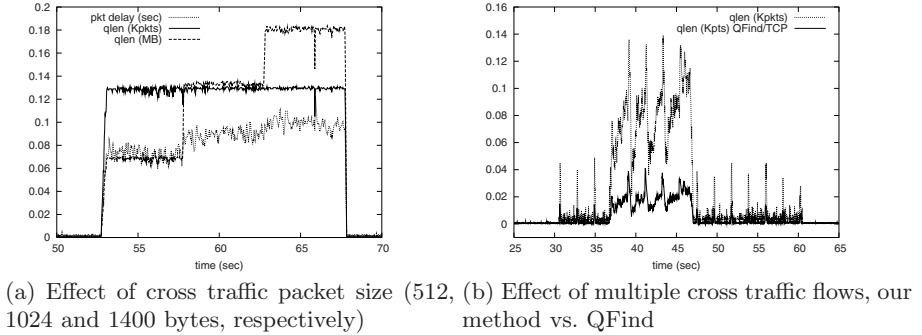 0.2
0.18
0.16
0.14
0.12
0.1
0.08
0.06
0.04
0.02
0
pkt delay (sec)
qlen (Kpkts)
qlen (MB)
50 55 60 65 70
time (sec)
(a) Effect of cross traffic packet size (512,
1024 and 1400 bytes, respectively)
0.16
0.14
0.12
0.1
0.08
0.06
0.04
0.02
0
qlen (Kpkts)
qlen (Kpts) QFind/TCP
25 30 35 40 45 50 55 60 65
time (sec)
(b) Effect of multiple cross traffic flows, our
method vs. QFind